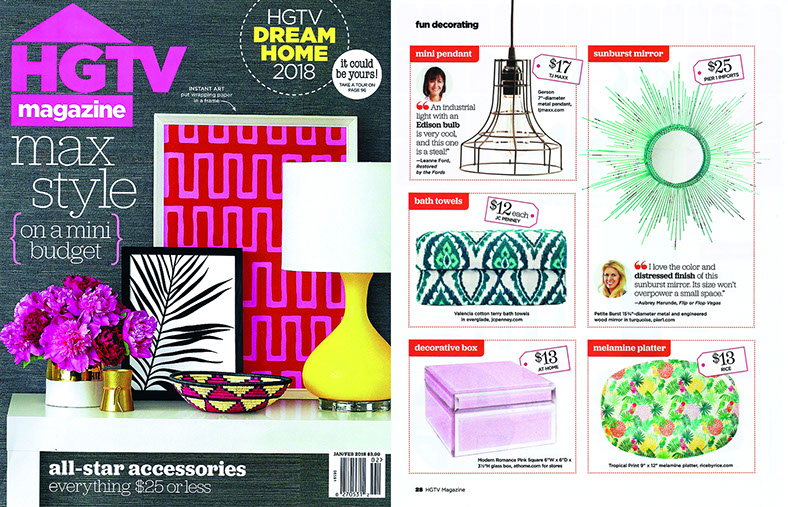 HGTV
magazine
HGTV
DREAM
HOME
2018
it could
be yours!
TAKE A TOUR ON
PAGE 96
INSTANT ART
put wrapping paper
in a frame
max
style
{on a mini
budget}
JAN/FEB 2018 $3.99
02>
all-star accessories
everything $25 or less
fun decorating
mini pendant
$17
TJ MAXX
Gerson
7"-diameter
metal pendant,
tjmaxx.com
“An industrial
light with an
Edison bulb
is very cool,
and this one
is a steal!”
—Leanne Ford,
Restored
by the Fords
sunburst mirror
$25
PIER 1 IMPORTS
“I love the color and
distressed finish of this
sunburst mirror. Its size won't
overpower a small space.”
—Aubrey Marunde, Flip or Flop Vegas
Petite Burst 15¾"-diameter metal and engineered
wood mirror in turquoise, pier1.com
bath towels
$12 each
JC PENNEY
Valencia cotton terry bath towels
in everglade, jcpenney.com
decorative box
$13
AT HOME
Modern Romance Pink Square 6"W x 6"D x
3½"H glass box, athome.com for stores
melamine platter
$13
RICE
Tropical Print 9" x 12" melamine platter, ricebyrice.com
28 HGTV Magazine